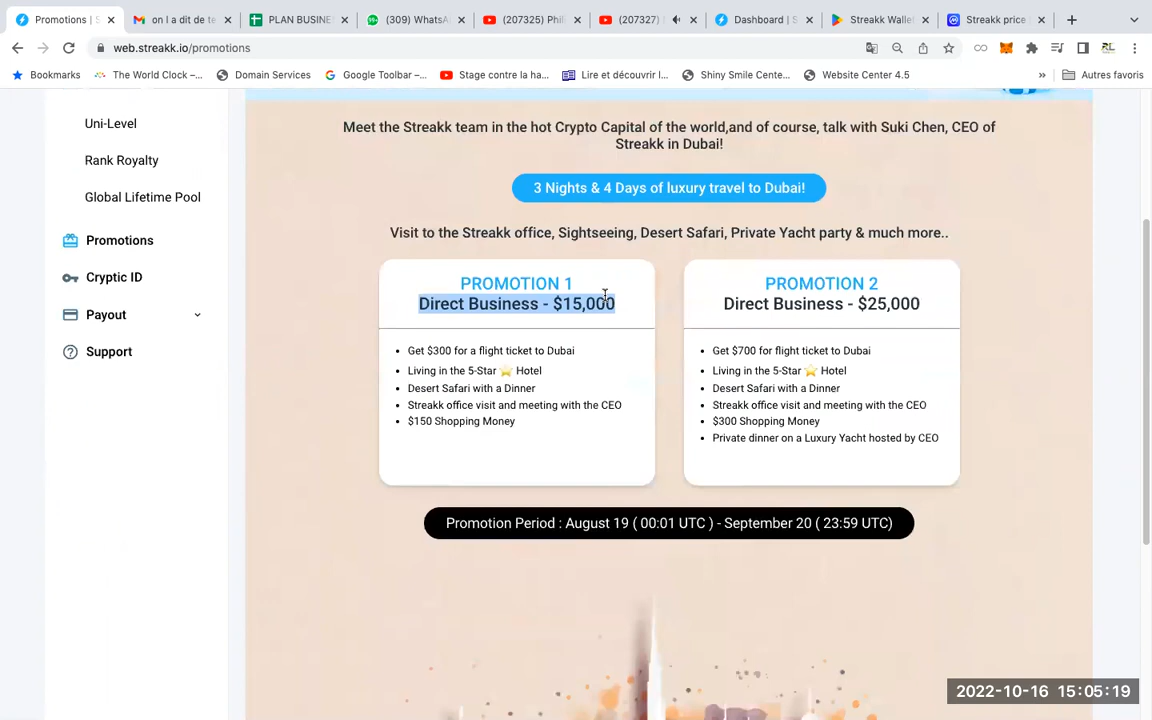 Promotions | S
on l a dit de te
PLAN BUSINE
(309) WhatsA
(207325) Phil
(207327)
Dashboard | S
Streakk Walle
Streakk price
web.streakk.io/promotions
Bookmarks
The World Clock –...
Domain Services
Google Toolbar –...
Stage contre la ha...
Lire et découvrir l'...
Shiny Smile Cente...
Website Center 4.5
»
Autres favoris
Uni-Level
Rank Royalty
Global Lifetime Pool
Promotions
Cryptic ID
Payout
Support
Meet the Streakk team in the hot Crypto Capital of the world,and of course, talk with Suki Chen, CEO of
Streakk in Dubai!
3 Nights & 4 Days of luxury travel to Dubai!
Visit to the Streakk office, Sightseeing, Desert Safari, Private Yacht party & much more..
PROMOTION 1
Direct Business - $15,000
• Get $300 for a flight ticket to Dubai
• Living in the 5-Star ⭐ Hotel
• Desert Safari with a Dinner
• Streakk office visit and meeting with the CEO
• $150 Shopping Money
PROMOTION 2
Direct Business - $25,000
• Get $700 for flight ticket to Dubai
• Living in the 5-Star ⭐ Hotel
• Desert Safari with a Dinner
• Streakk office visit and meeting with the CEO
• $300 Shopping Money
• Private dinner on a Luxury Yacht hosted by CEO
Promotion Period : August 19 ( 00:01 UTC ) - September 20 ( 23:59 UTC)
2022-10-16 15:05:19